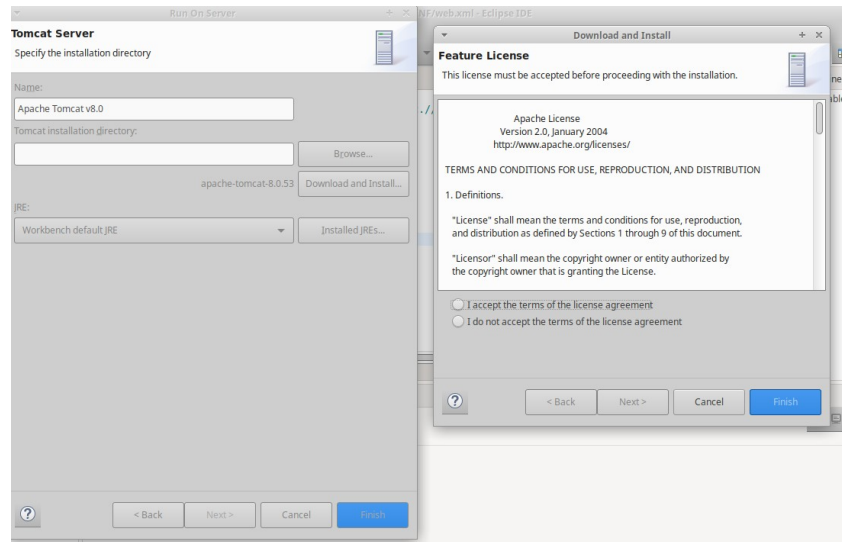 Run On Server
Tomcat Server
Specify the installation directory
Name:
Apache Tomcat v8.0
Tomcat installation directory:
Browse...
apache-tomcat-8.0.53
Download and Install...
JRE:
Workbench default JRE
Installed JREs...
< Back
Next >
Cancel
Finish
NF/web.xml - Eclipse IDE
Download and Install
Feature License
This license must be accepted before proceeding with the installation.
Apache License
Version 2.0, January 2004
http://www.apache.org/licenses/
TERMS AND CONDITIONS FOR USE, REPRODUCTION, AND DISTRIBUTION
1. Definitions.
"License" shall mean the terms and conditions for use, reproduction,
and distribution as defined by Sections 1 through 9 of this document.
"Licensor" shall mean the copyright owner or entity authorized by
the copyright owner that is granting the License.
I accept the terms of the license agreement
I do not accept the terms of the license agreement
< Back
Next >
Cancel
Finish